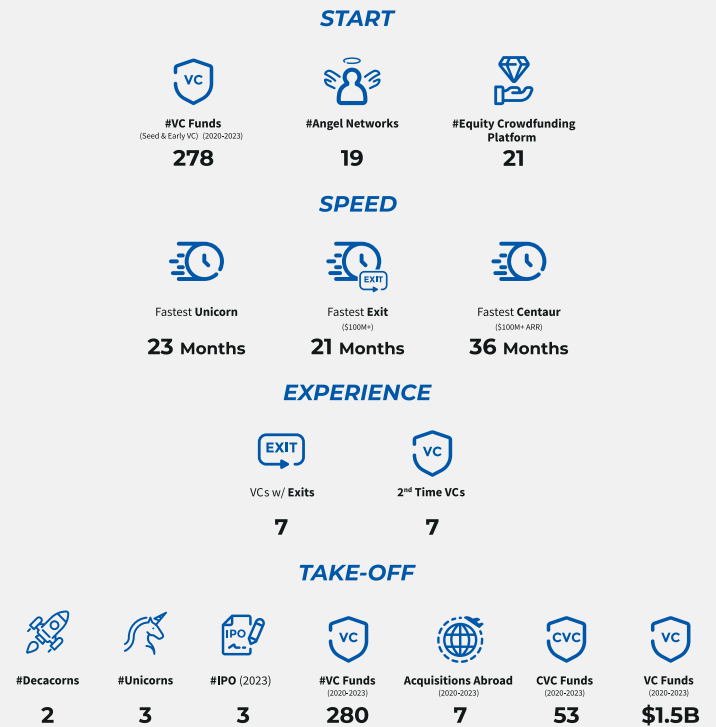 START
VC
#VC Funds
(Seed & Early VC) (2020-2023)
278
#Angel Networks
19
#Equity Crowdfunding
Platform
21
SPEED
Fastest Unicorn
23 Months
EXIT
Fastest Exit
($100M+)
21 Months
Fastest Centaur
($100M+ ARR)
36 Months
EXPERIENCE
EXIT
VCs w/ Exits
7
VC
2nd Time VCs
7
TAKE-OFF
#Decacorns
2
#Unicorns
3
IPO
#IPO (2023)
3
VC
#VC Funds
(2020-2023)
280
Acquisitions Abroad
(2020-2023)
7
CVC
CVC Funds
(2020-2023)
53
VC
VC Funds
(2020-2023)
$1.5B